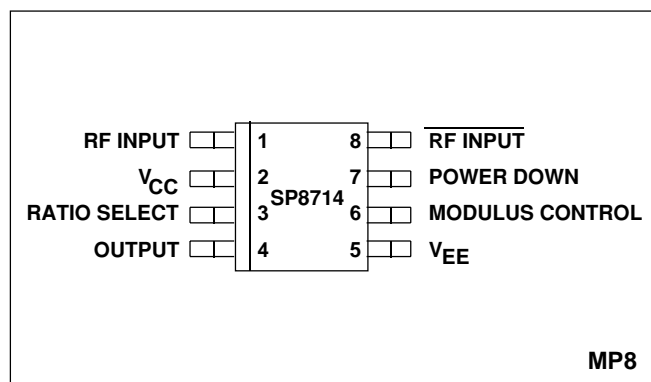 RF INPUT 1 8 RF INPUT
VCC 2 7 POWER DOWN
SP8714
RATIO SELECT 3 6 MODULUS CONTROL
OUTPUT 4 5 VEE
MP8